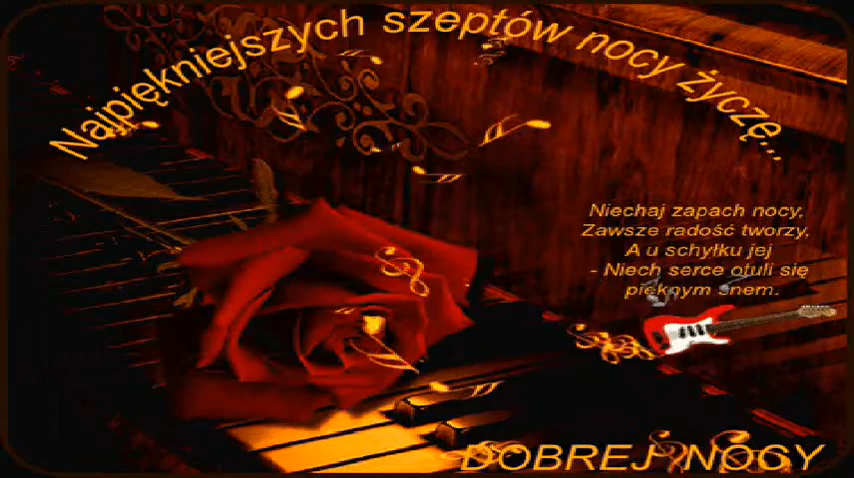 Najpiękniejszych szeptów nocy życzę...
Niechaj zapach nocy,
Zawsze radość tworzy,
A u schyłku jej
- Niech serce otuli się
pięknym snem.
DOBREJ NOCY